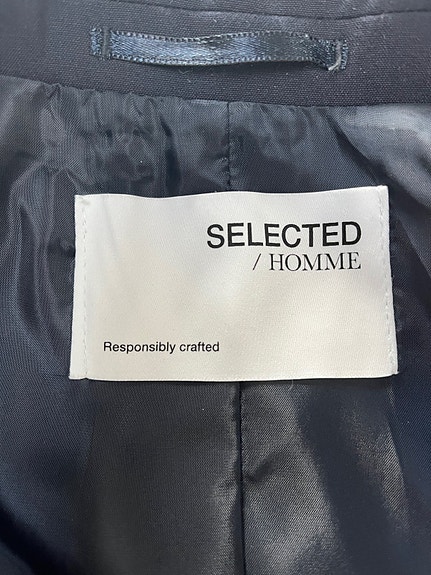 SELECTED
/ HOMME
Responsibly crafted